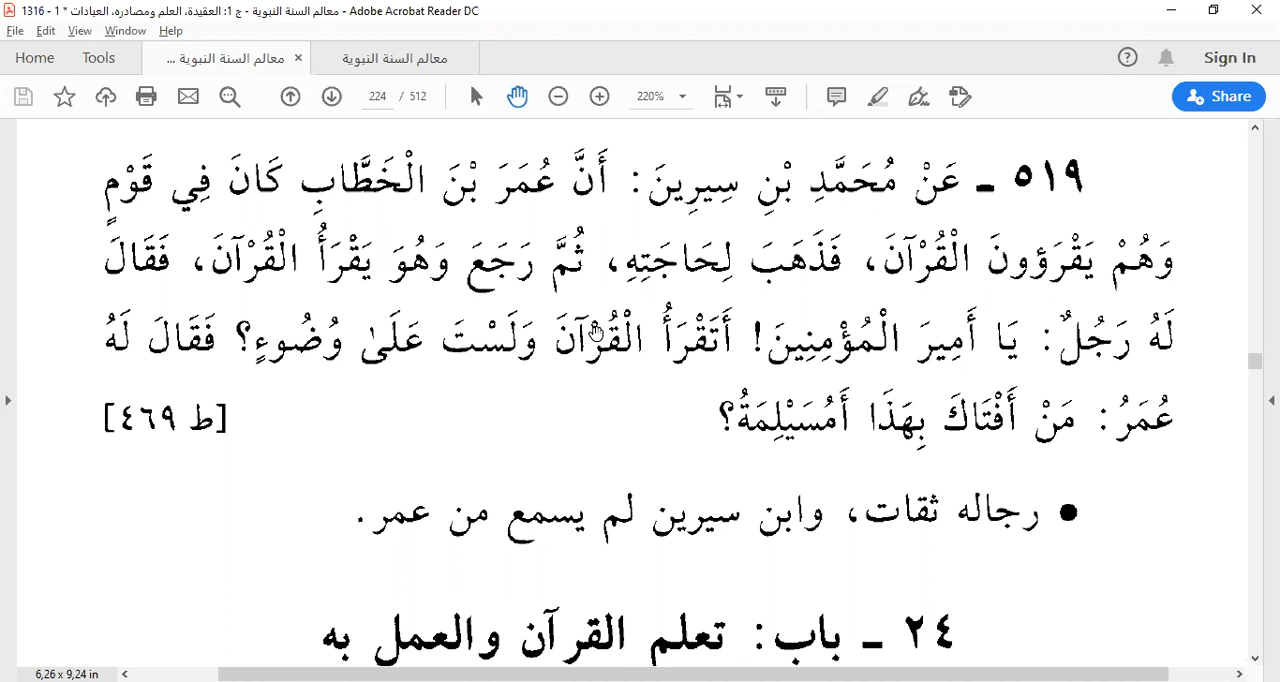 معالم السنة النبوية - ج 1: العقيدة، العلم ومصادره، العبادات * 1 - 1316 - Adobe Acrobat Reader DC
File Edit View Window Help
Home Tools معالم السنة النبوية ... × معالم السنة النبوية Sign In
224 / 512 220% Share
٥١٩ ـ عَنْ مُحَمَّدِ بْنِ سِيرِينَ: أَنَّ عُمَرَ بْنَ الْخَطَّابِ كَانَ فِي قَوْمٍ
وَهُمْ يَقْرَؤونَ الْقُرْآنَ، فَذَهَبَ لِحَاجَتِهِ، ثُمَّ رَجَعَ وَهُوَ يَقْرَأُ الْقُرْآنَ، فَقَالَ
لَهُ رَجُلٌ: يَا أَمِيرَ الْمُؤْمِنِينَ! أَتَقْرَأُ الْقُرْآنَ وَلَسْتَ عَلَىٰ وُضُوءٍ؟ فَقَالَ لَهُ
عُمَرُ: مَنْ أَفْتَاكَ بِهَذَا أَمُسَيْلِمَةُ؟ [ط ٤٦٩]
● رجاله ثقات، وابن سيرين لم يسمع من عمر.
٢٤ ـ باب: تعلم القرآن والعمل به
6,26 x 9,24 in